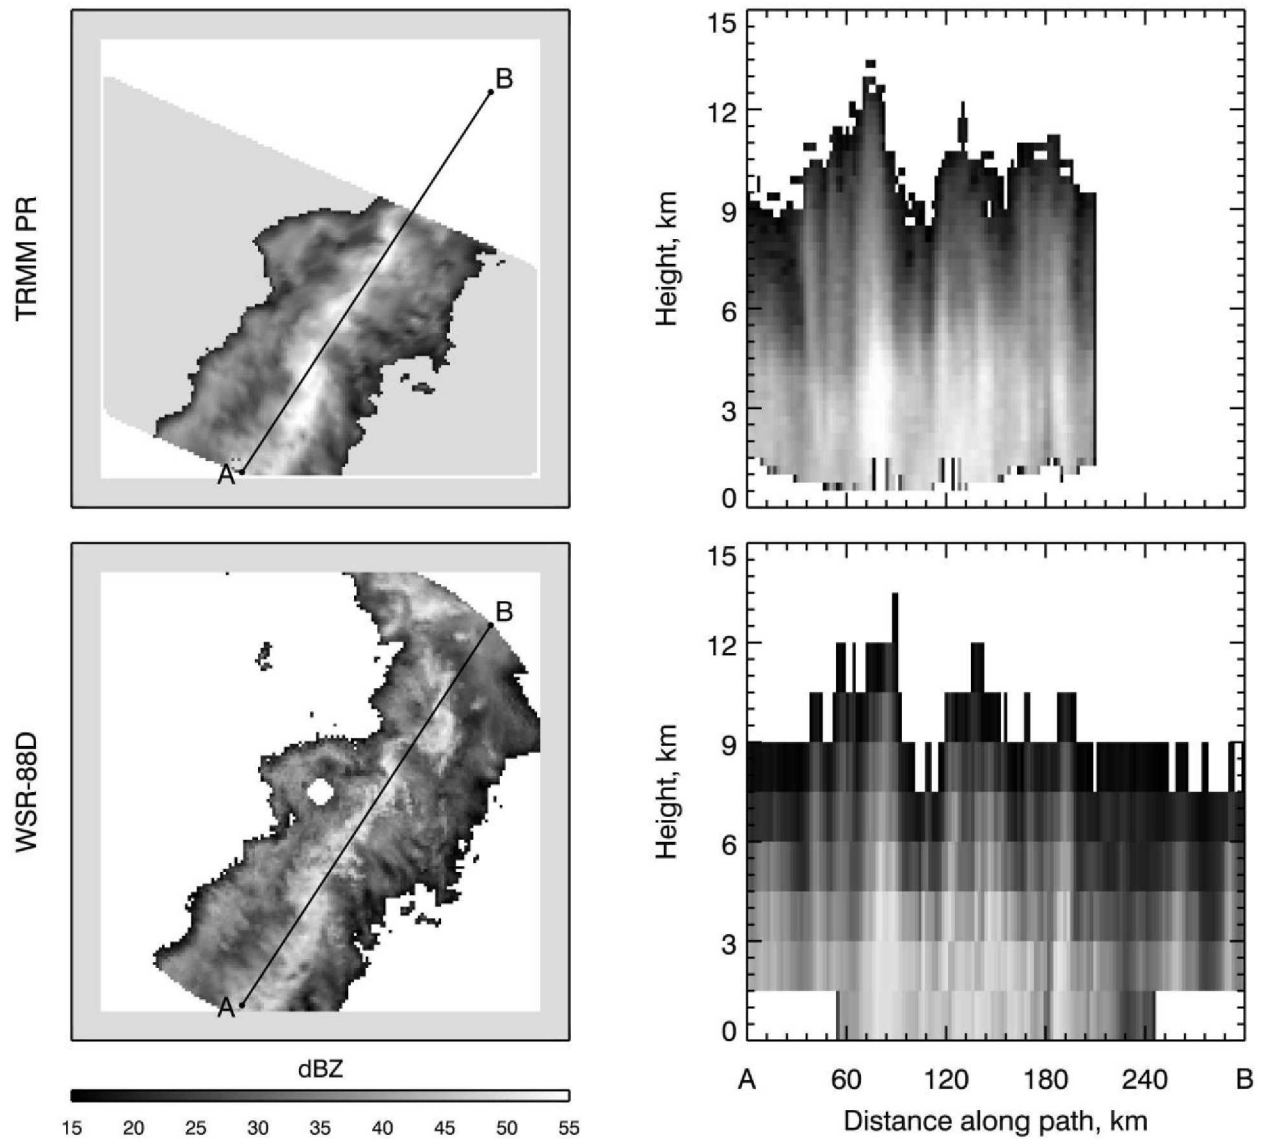 TRMM PR
B
A
15
12
9
6
3
0
Height, km
WSR-88D
B
A
15
12
9
6
3
0
Height, km
A 60 120 180 240 B
Distance along path, km
dBZ
15 20 25 30 35 40 45 50 55